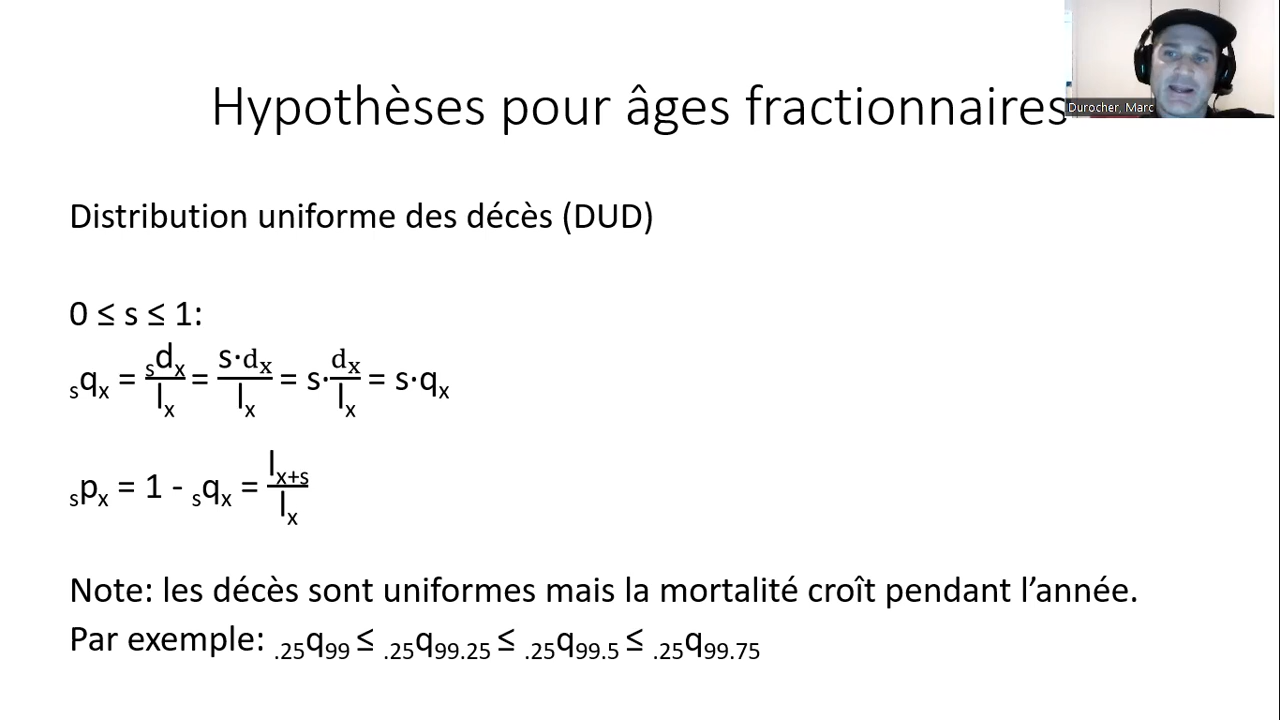 Hypothèses pour âges fractionnaires
Durocher, Marc
Distribution uniforme des décès (DUD)
0 ≤ s ≤ 1:
ₛqₓ = ₛdₓ/lₓ = s·dₓ/lₓ = s·dₓ/lₓ = s·qₓ
ₛpₓ = 1 - ₛqₓ = lₓ₊ₛ/lₓ
Note: les décès sont uniformes mais la mortalité croît pendant l’année.
Par exemple: .₂₅q₉₉ ≤ .₂₅q₉₉.₂₅ ≤ .₂₅q₉₉.₅ ≤ .₂₅q₉₉.₇₅